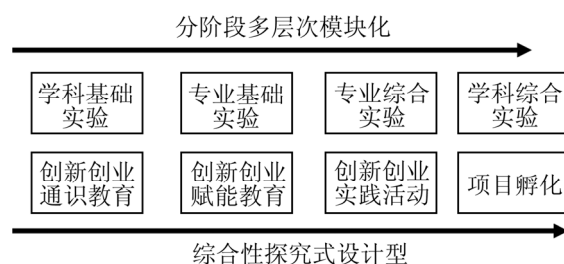 分阶段多层次模块化
学科基础
实验
专业基础
实验
专业综合
实验
学科综合
实验
创新创业
通识教育
创新创业
赋能教育
创新创业
实践活动
项目孵化
综合性探究式设计型